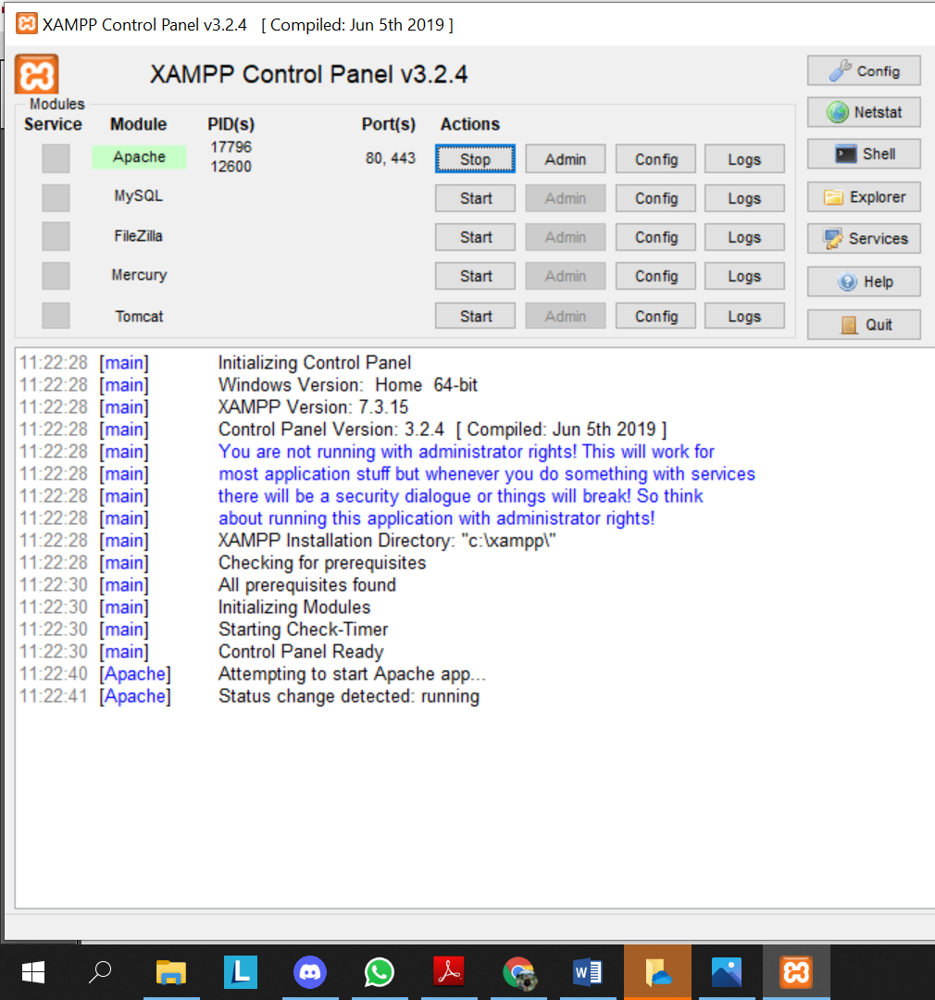 XAMPP Control Panel v3.2.4 [ Compiled: Jun 5th 2019 ]
XAMPP Control Panel v3.2.4
Config
Modules
Service Module PID(s) Port(s) Actions
Netstat
Apache 17796 12600 80, 443 Stop Admin Config Logs
Shell
MySQL Start Admin Config Logs
Explorer
FileZilla Start Admin Config Logs
Services
Mercury Start Admin Config Logs
Help
Tomcat Start Admin Config Logs
Quit
11:22:28 [main] Initializing Control Panel
11:22:28 [main] Windows Version: Home 64-bit
11:22:28 [main] XAMPP Version: 7.3.15
11:22:28 [main] Control Panel Version: 3.2.4 [ Compiled: Jun 5th 2019 ]
11:22:28 [main] You are not running with administrator rights! This will work for
11:22:28 [main] most application stuff but whenever you do something with services
11:22:28 [main] there will be a security dialogue or things will break! So think
11:22:28 [main] about running this application with administrator rights!
11:22:28 [main] XAMPP Installation Directory: "c:\xampp\"
11:22:28 [main] Checking for prerequisites
11:22:30 [main] All prerequisites found
11:22:30 [main] Initializing Modules
11:22:30 [main] Starting Check-Timer
11:22:30 [main] Control Panel Ready
11:22:40 [Apache] Attempting to start Apache app...
11:22:41 [Apache] Status change detected: running
L
W